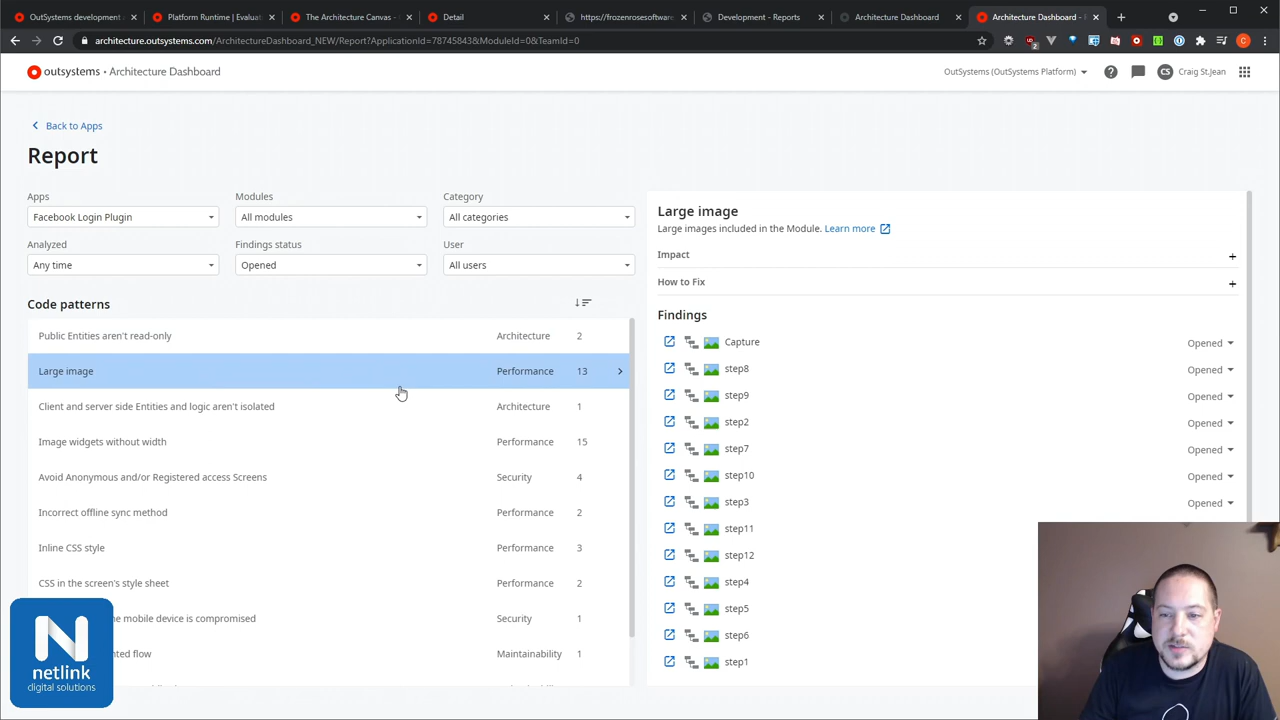 OutSystems development a
Platform Runtime | Evaluat
The Architecture Canvas -
Detail
https://frozenrosesoftware
Development - Reports
Architecture Dashboard
Architecture Dashboard - R
architecture.outsystems.com/ArchitectureDashboard_NEW/Report?ApplicationId=78745843&ModuleId=0&TeamId=0
outsystems • Architecture Dashboard
OutSystems (OutSystems Platform)
CS
Craig St.Jean
Back to Apps
Report
Apps
Modules
Category
Facebook Login Plugin
All modules
All categories
Analyzed
Findings status
User
Any time
Opened
All users
Code patterns
Public Entities aren't read-only Architecture 2
Large image Performance 13
Client and server side Entities and logic aren't isolated Architecture 1
Image widgets without width Performance 15
Avoid Anonymous and/or Registered access Screens Security 4
Incorrect offline sync method Performance 2
Inline CSS style Performance 3
CSS in the screen's style sheet Performance 2
he mobile device is compromised Security 1
nted flow Maintainability 1
Large image
Large images included in the Module. Learn more
Impact
How to Fix
Findings
Capture Opened
step8 Opened
step9 Opened
step2 Opened
step7 Opened
step10 Opened
step3 Opened
step11
step12
step4
step5
step6
step1
N
netlink
digital solutions